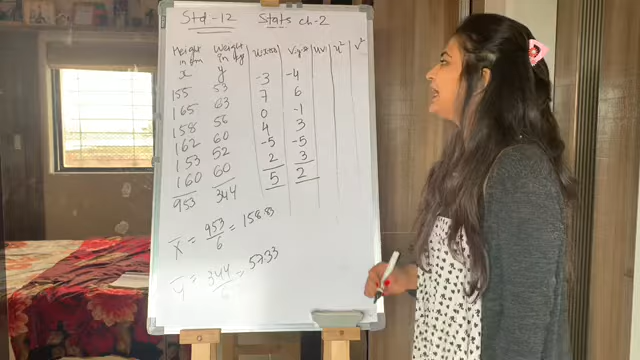 Std - 12 Stats ch-2
Height in cm x Weight in kg y u v uv u² v²
155 53 -3 -4
165 63 7 6
158 56 0 -1
162 60 4 3
153 52 -5 -5
160 60 2 3
953 344 5 2
x̄ = 953/6 = 158.83
ȳ = 344/6 = 57.33